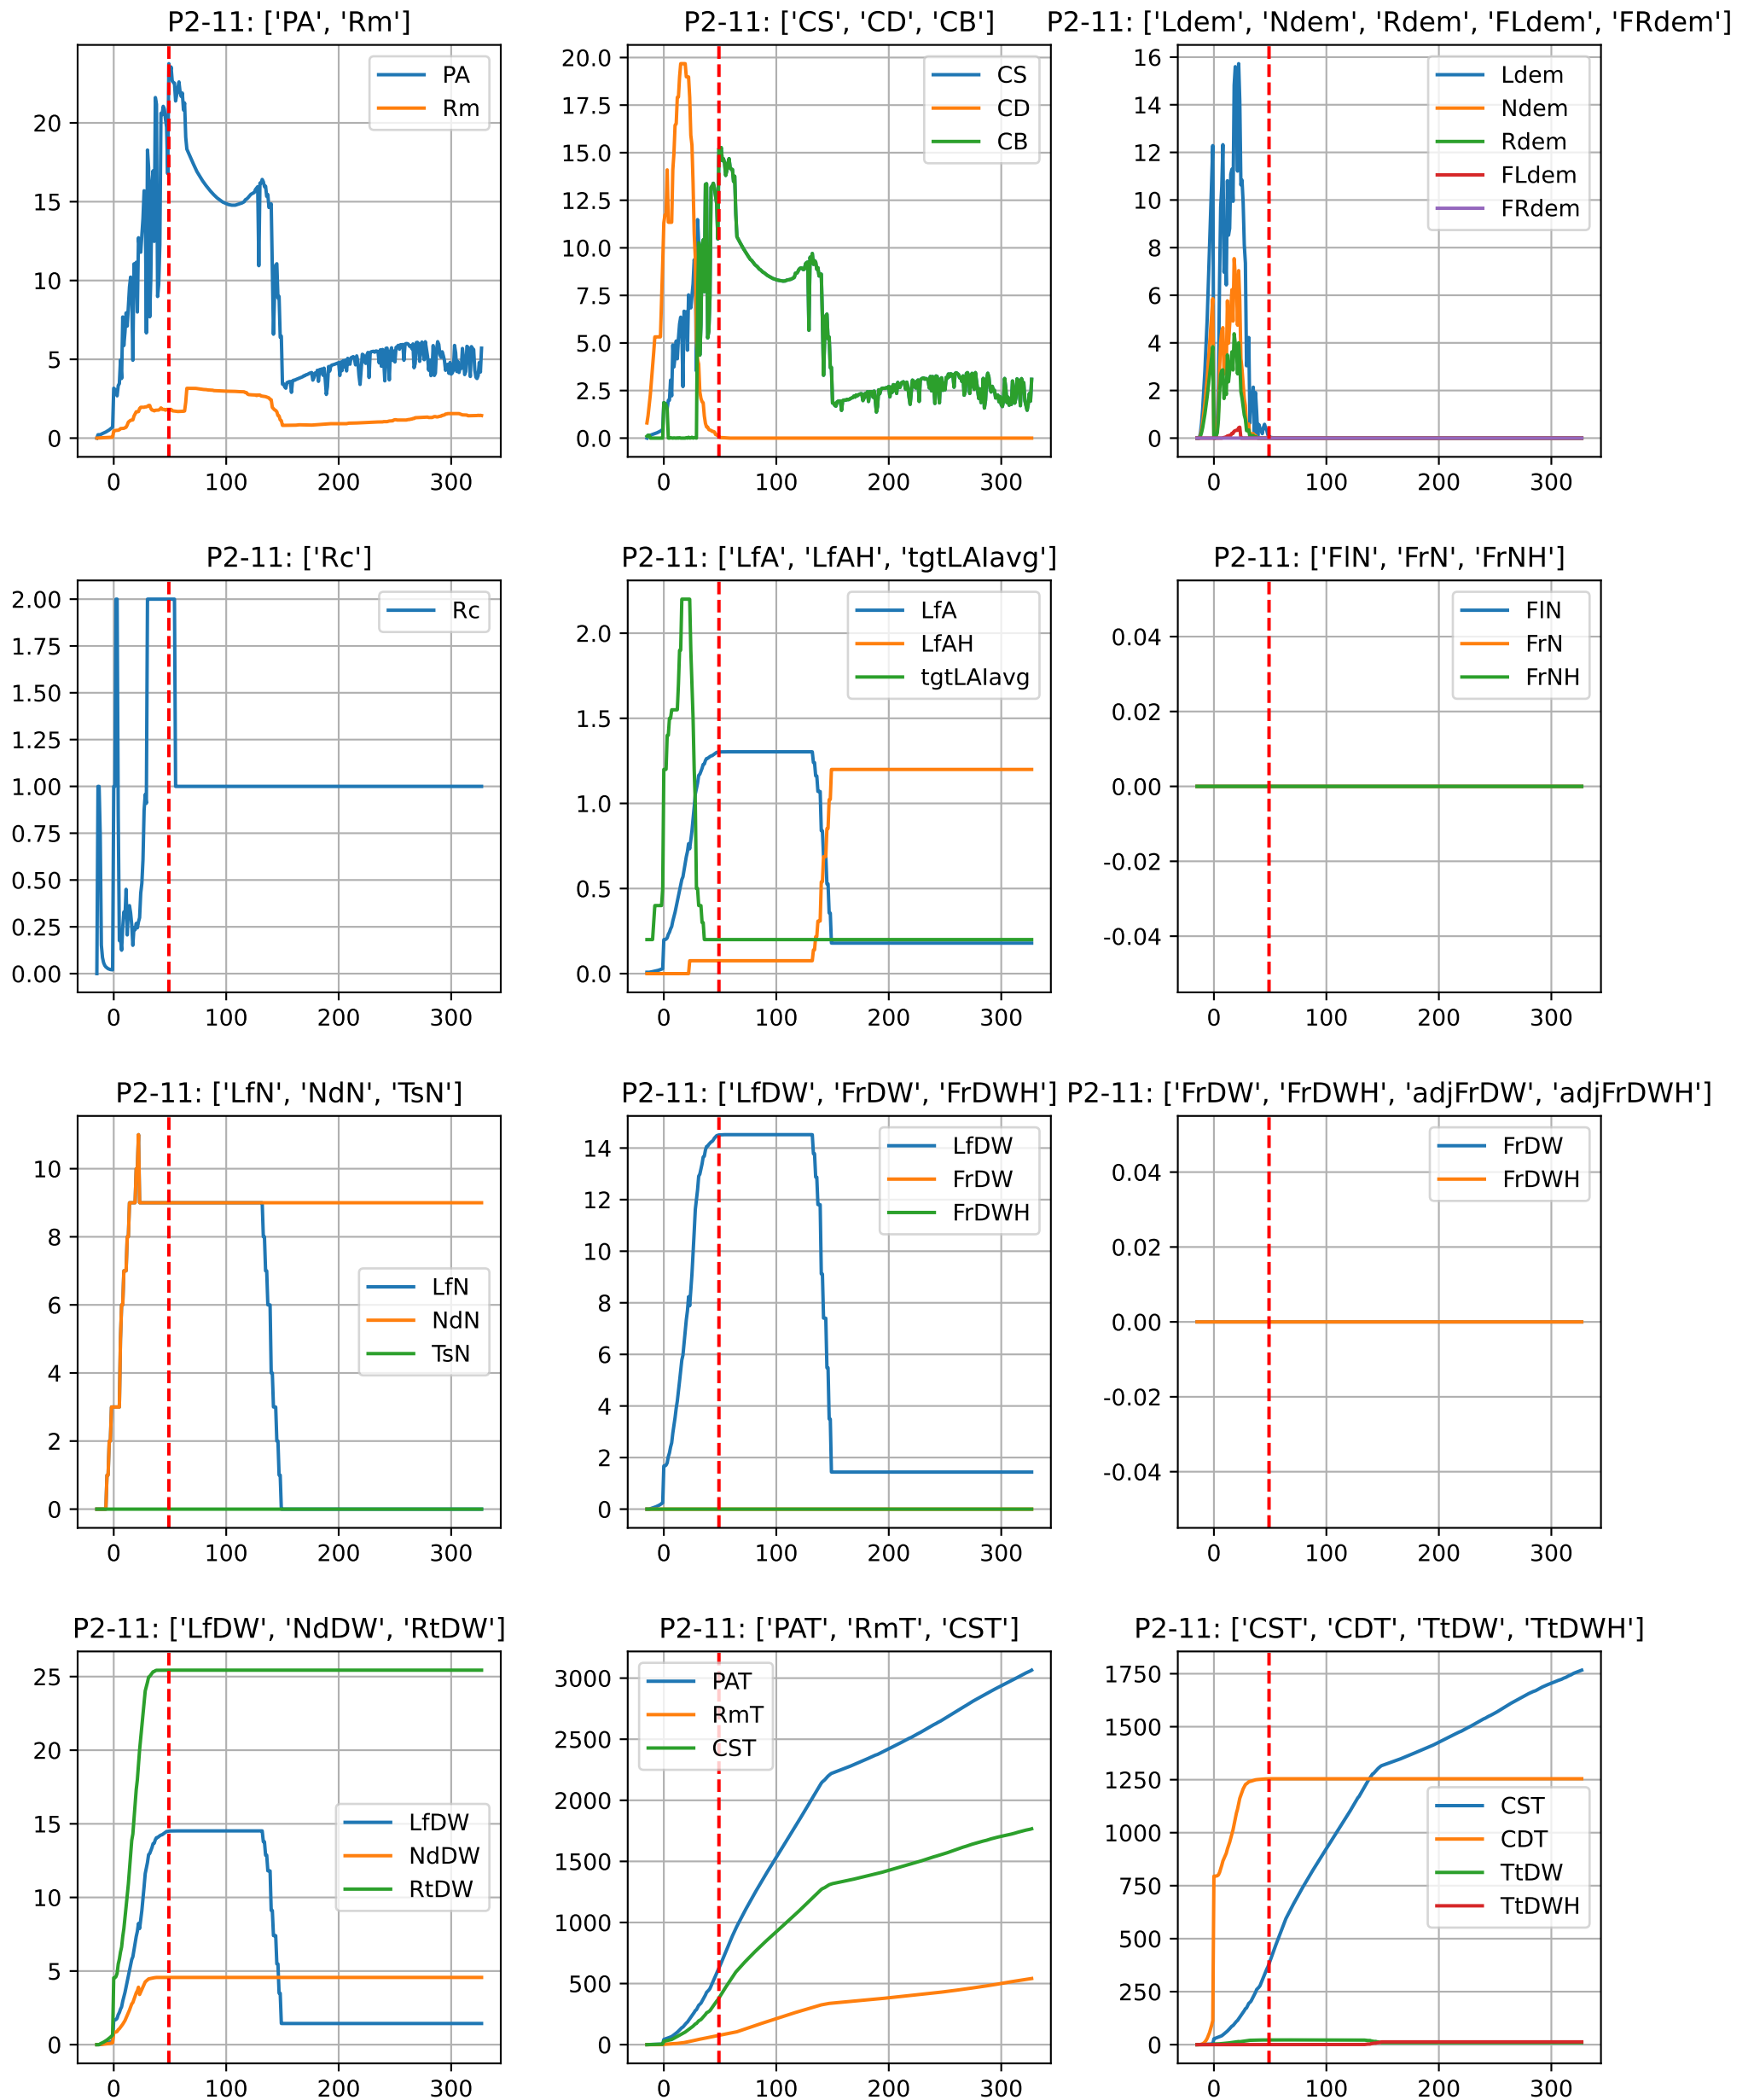 P2-11: ['PA', 'Rm']
PA
Rm
20
15
10
5
0
0 100 200 300
P2-11: ['CS', 'CD', 'CB']
CS
CD
CB
20.0
17.5
15.0
12.5
10.0
7.5
5.0
2.5
0.0
0 100 200 300
P2-11: ['Ldem', 'Ndem', 'Rdem', 'FLdem', 'FRdem']
Ldem
Ndem
Rdem
FLdem
FRdem
16
14
12
10
8
6
4
2
0
0 100 200 300
P2-11: ['Rc']
Rc
2.00
1.75
1.50
1.25
1.00
0.75
0.50
0.25
0.00
0 100 200 300
P2-11: ['LfA', 'LfAH', 'tgtLAIavg']
LfA
LfAH
tgtLAIavg
2.0
1.5
1.0
0.5
0.0
0 100 200 300
P2-11: ['FlN', 'FrN', 'FrNH']
FlN
FrN
FrNH
0.04
0.02
0.00
-0.02
-0.04
0 100 200 300
P2-11: ['LfN', 'NdN', 'TsN']
LfN
NdN
TsN
10
8
6
4
2
0
0 100 200 300
P2-11: ['LfDW', 'FrDW', 'FrDWH']
LfDW
FrDW
FrDWH
14
12
10
8
6
4
2
0
0 100 200 300
P2-11: ['FrDW', 'FrDWH', 'adjFrDW', 'adjFrDWH']
FrDW
FrDWH
0.04
0.02
0.00
-0.02
-0.04
0 100 200 300
P2-11: ['LfDW', 'NdDW', 'RtDW']
LfDW
NdDW
RtDW
25
20
15
10
5
0
0 100 200 300
P2-11: ['PAT', 'RmT', 'CST']
PAT
RmT
CST
3000
2500
2000
1500
1000
500
0
0 100 200 300
P2-11: ['CST', 'CDT', 'TtDW', 'TtDWH']
CST
CDT
TtDW
TtDWH
1750
1500
1250
1000
750
500
250
0
0 100 200 300